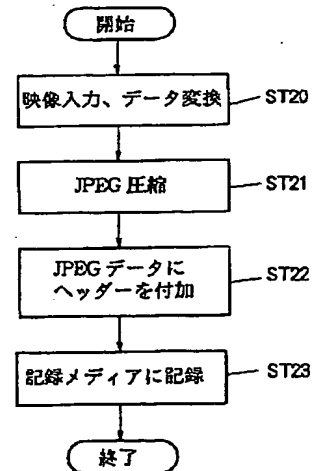 開始
映像入力、データ変換 ST20
JPEG 圧縮 ST21
JPEG データに
ヘッダーを付加 ST22
記録メディアに記録 ST23
終了